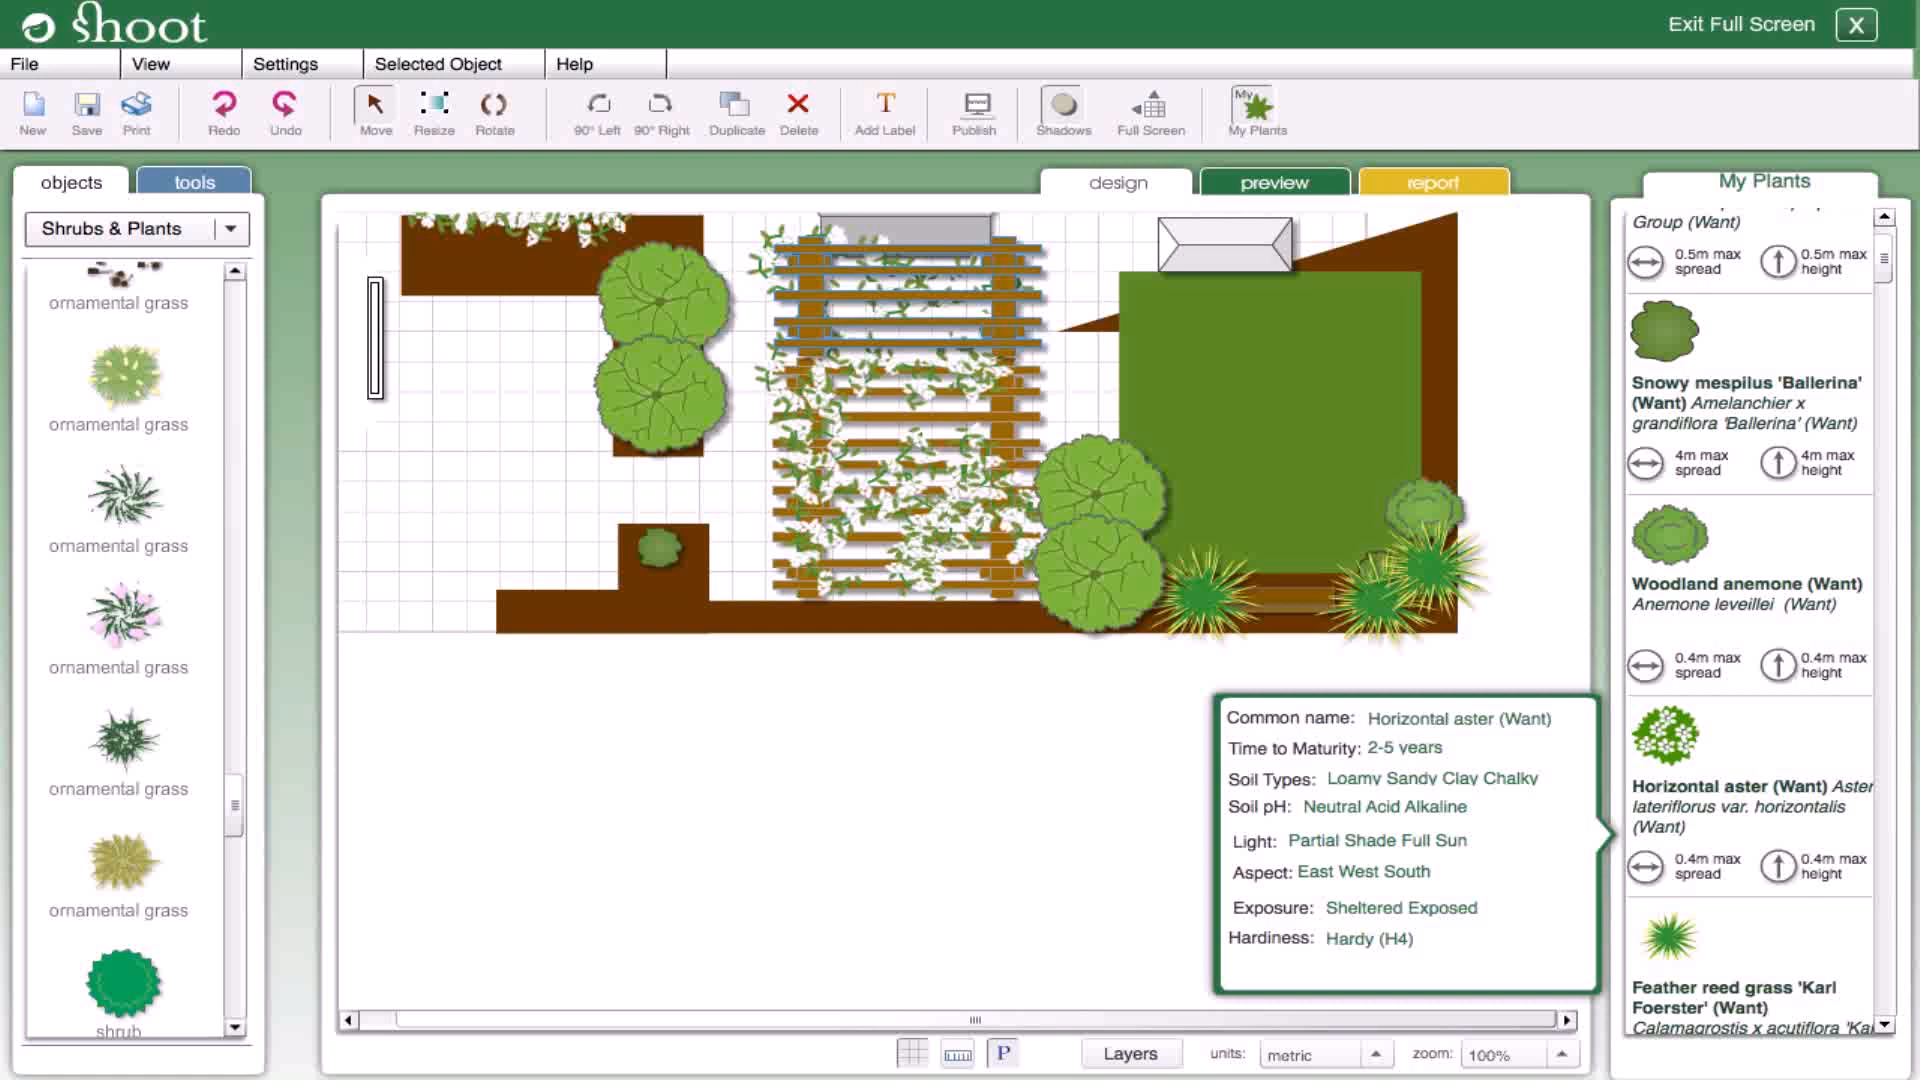 shoot
Exit Full Screen X
File View Settings Selected Object Help
New Save Print Redo Undo Move Resize Rotate 90° Left 90° Right Duplicate Delete Add Label Publish Shadows Full Screen My Plants
My
T
objects tools
design preview report
My Plants
Shrubs & Plants
ornamental grass
ornamental grass
ornamental grass
ornamental grass
ornamental grass
ornamental grass
shrub
Group (Want)
0.5m max spread 0.5m max height
Snowy mespilus 'Ballerina'
(Want) Amelanchier x
grandiflora 'Ballerina' (Want)
4m max spread 4m max height
Woodland anemone (Want)
Anemone leveillei (Want)
0.4m max spread 0.4m max height
Horizontal aster (Want) Aster
lateriflorus var. horizontalis
(Want)
0.4m max spread 0.4m max height
Feather reed grass 'Karl
Foerster' (Want)
Calamagrostis x acutiflora 'Kar
Common name: Horizontal aster (Want)
Time to Maturity: 2-5 years
Soil Types: Loamy Sandy Clay Chalky
Soil pH: Neutral Acid Alkaline
Light: Partial Shade Full Sun
Aspect: East West South
Exposure: Sheltered Exposed
Hardiness: Hardy (H4)
P Layers units: metric zoom: 100%